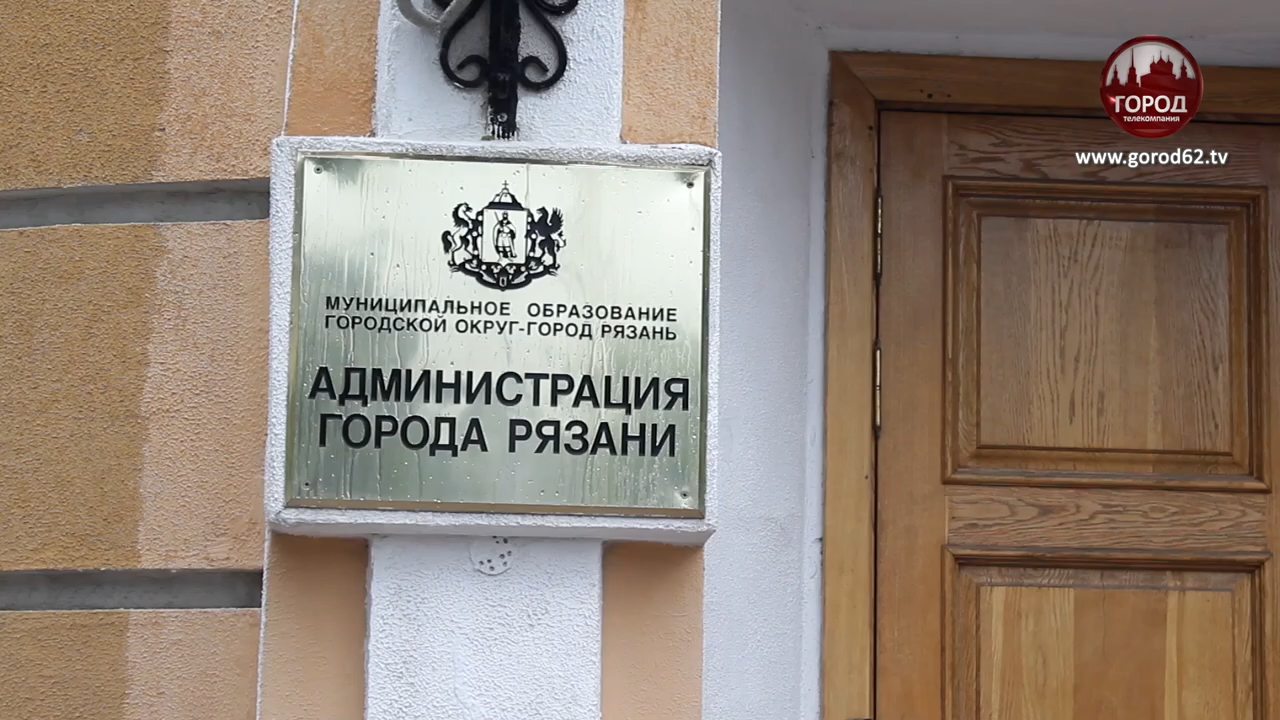 ГОРОД
телекомпания
www.gorod62.tv
МУНИЦИПАЛЬНОЕ ОБРАЗОВАНИЕ
ГОРОДСКОЙ ОКРУГ-ГОРОД РЯЗАНЬ
АДМИНИСТРАЦИЯ
ГОРОДА РЯЗАНИ